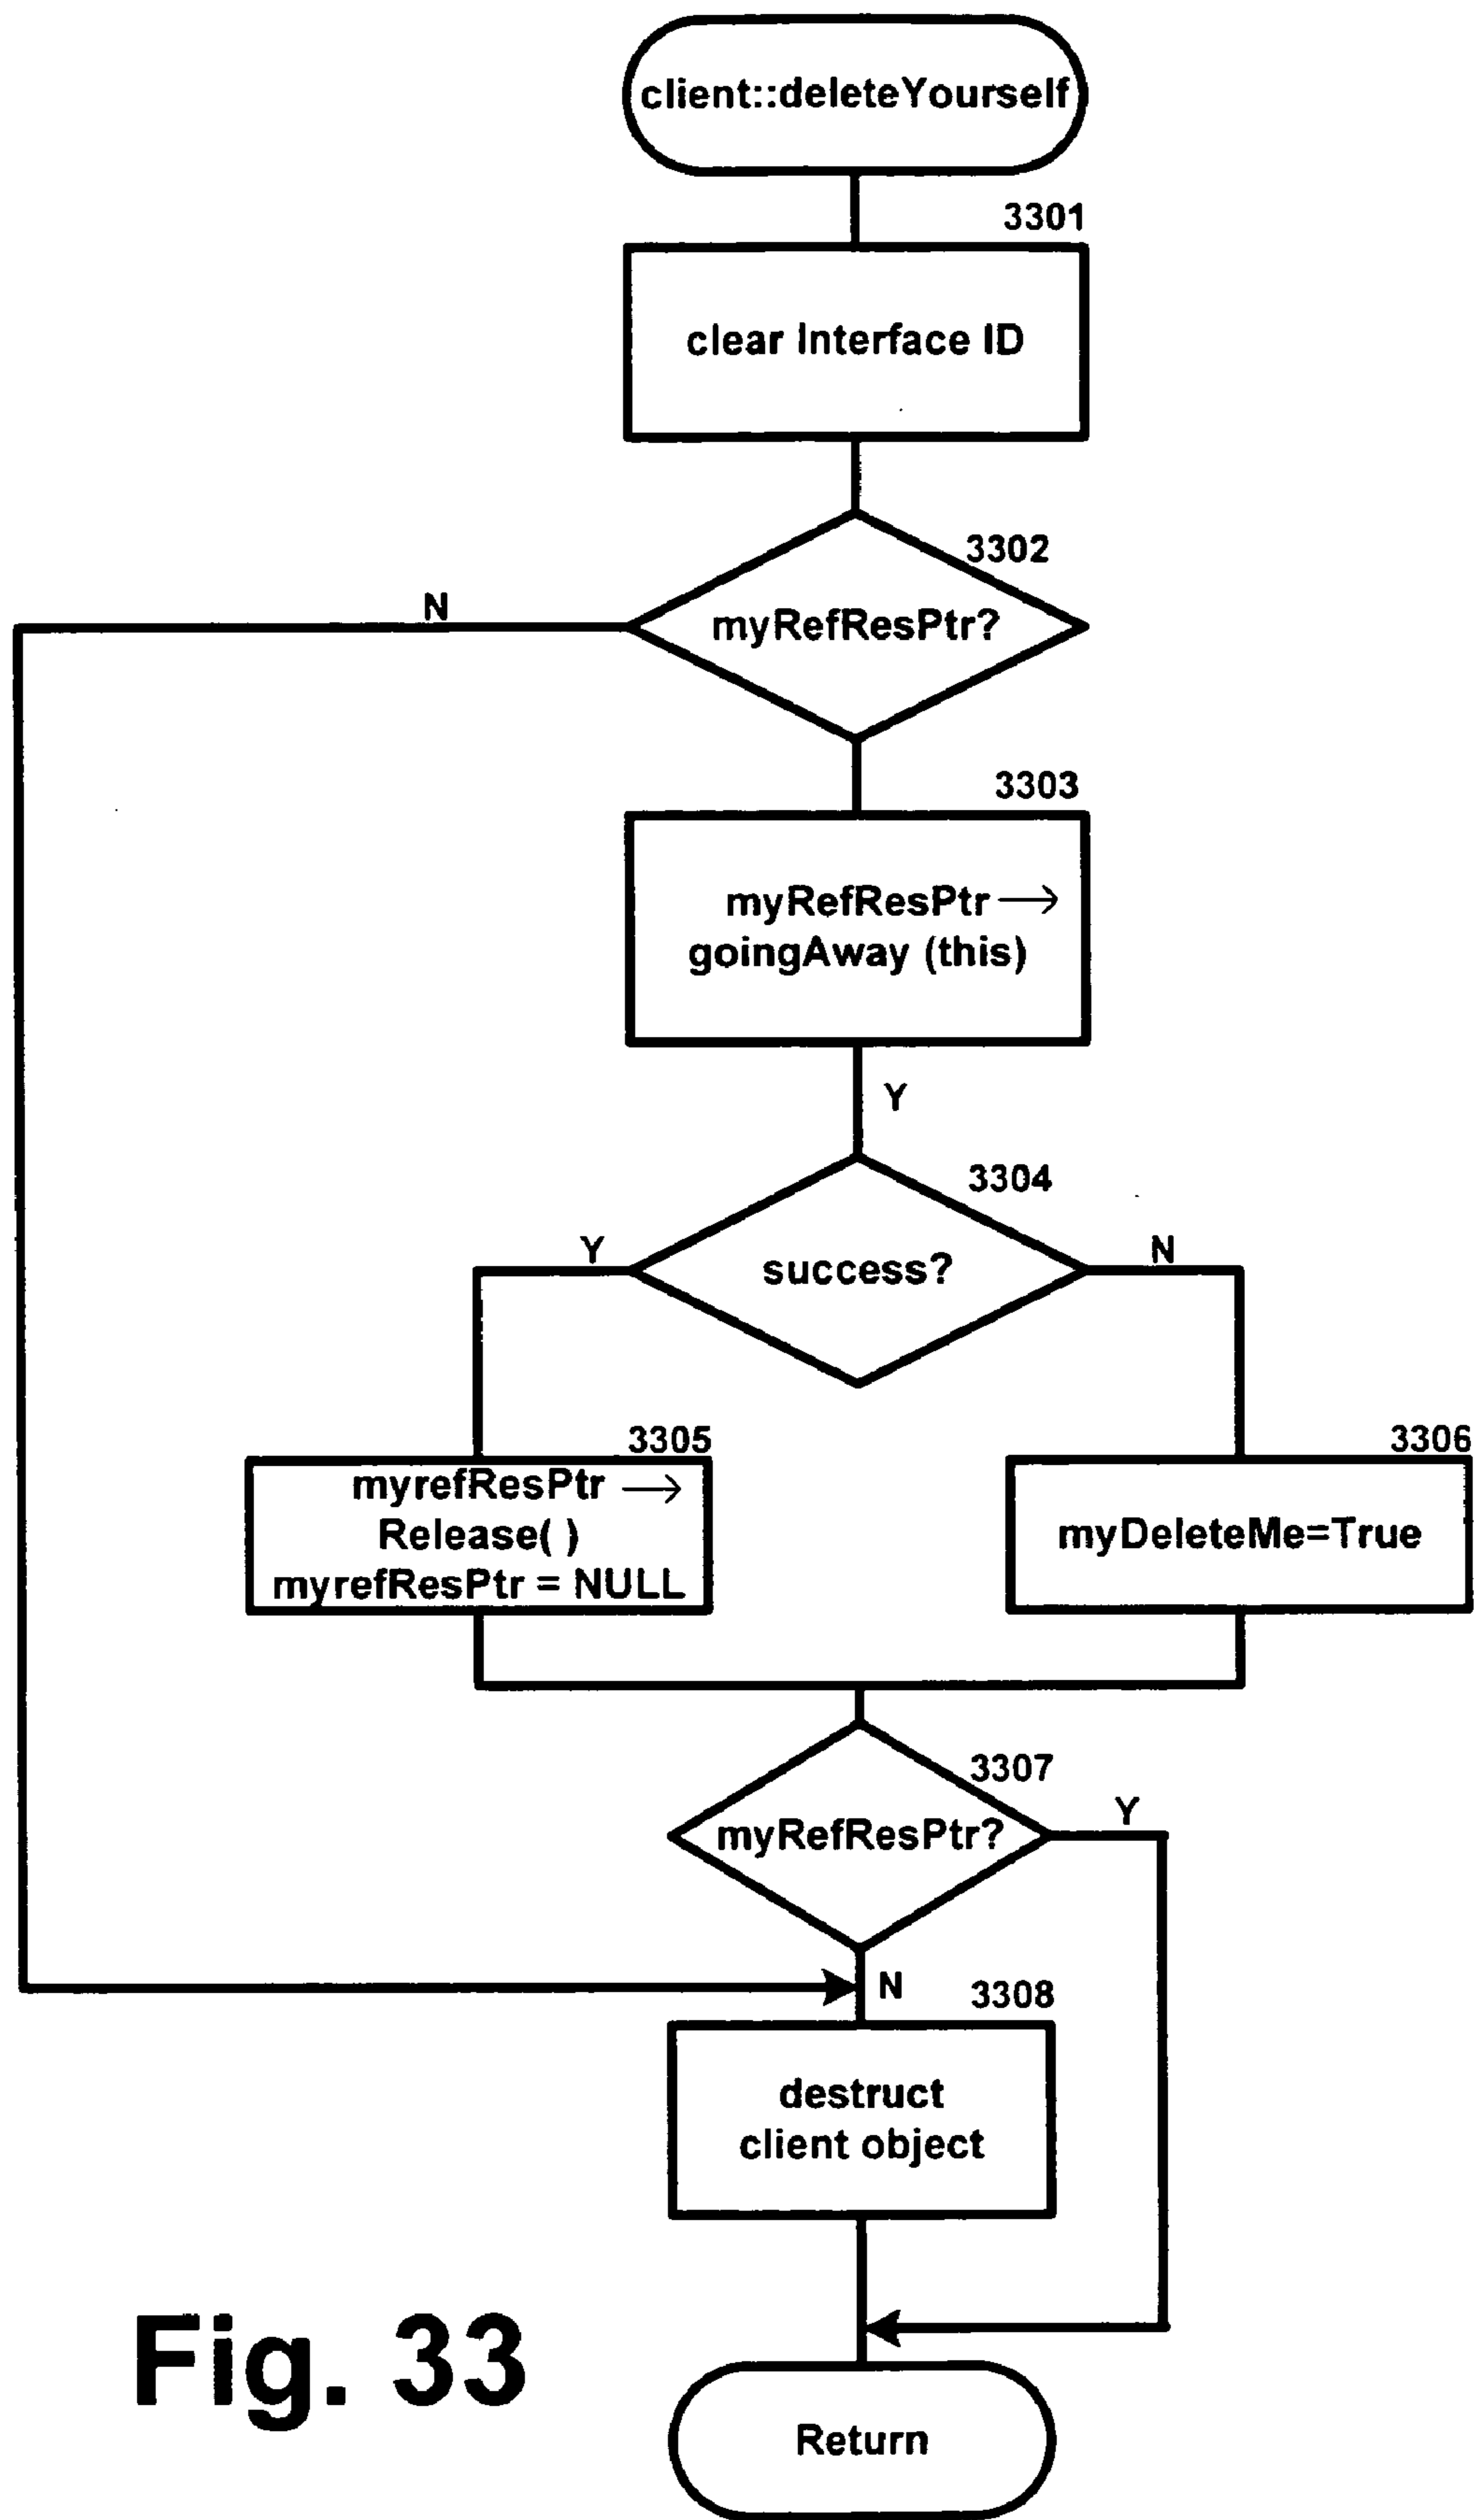 client::deleteYourself
3301
clear Interface ID
3302
N
myRefResPtr?
3303
myRefResPtr →
goingAway (this)
Y
3304
Y
N
success?
3305
3306
myrefResPtr →
Release( )
myrefResPtr = NULL
myDeleteMe=True
3307
Y
myRefResPtr?
N
3308
destruct
client object
Fig. 33
Return